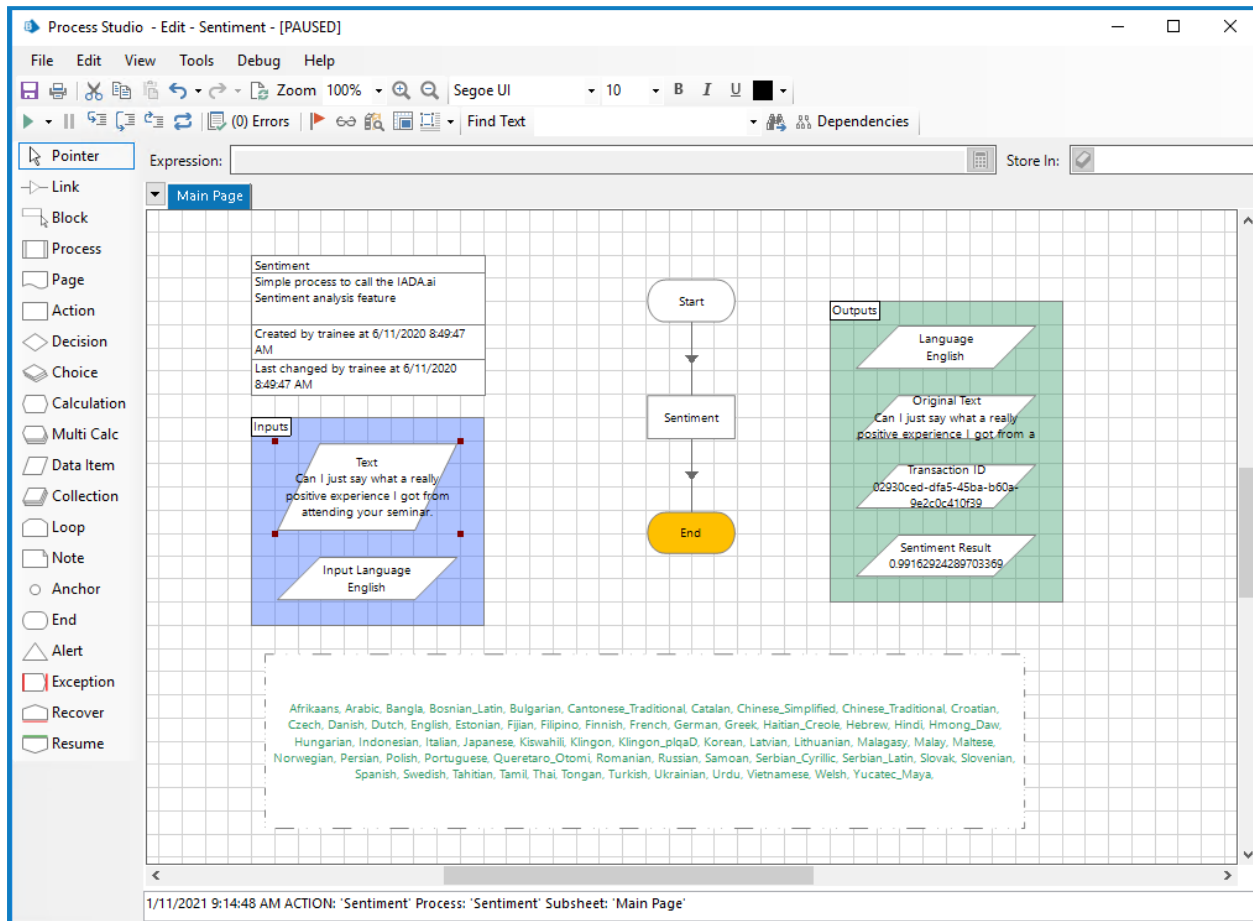 Process Studio - Edit - Sentiment - [PAUSED]
File Edit View Tools Debug Help
Zoom 100% Segoe UI 10 B I U
(0) Errors Find Text Dependencies
Pointer
Link
Block
Process
Page
Action
Decision
Choice
Calculation
Multi Calc
Data Item
Collection
Loop
Note
Anchor
End
Alert
Exception
Recover
Resume
Expression: Store In:
Main Page
Sentiment
Simple process to call the IADA.ai
Sentiment analysis feature
Created by trainee at 6/11/2020 8:49:47
AM
Last changed by trainee at 6/11/2020
8:49:47 AM
Inputs
Text
Can I just say what a really
positive experience I got from
attending your seminar.
Input Language
English
Start
Sentiment
End
Outputs
Language
English
Original Text
Can I just say what a really
positive experience I got from a
Transaction ID
02930ced-dfa5-45ba-b60a-
9e2c0c410f39
Sentiment Result
0.99162924289703369
Afrikaans, Arabic, Bangla, Bosnian_Latin, Bulgarian, Cantonese_Traditional, Catalan, Chinese_Simplified, Chinese_Traditional, Croatian,
Czech, Danish, Dutch, English, Estonian, Fijian, Filipino, Finnish, French, German, Greek, Haitian_Creole, Hebrew, Hindi, Hmong_Daw,
Hungarian, Indonesian, Italian, Japanese, Kiswahili, Klingon, Klingon_plqaD, Korean, Latvian, Lithuanian, Malagasy, Malay, Maltese,
Norwegian, Persian, Polish, Portuguese, Queretaro_Otomi, Romanian, Russian, Samoan, Serbian_Cyrillic, Serbian_Latin, Slovak, Slovenian,
Spanish, Swedish, Tahitian, Tamil, Thai, Tongan, Turkish, Ukrainian, Urdu, Vietnamese, Welsh, Yucatec_Maya,
1/11/2021 9:14:48 AM ACTION: 'Sentiment' Process: 'Sentiment' Subsheet: 'Main Page'